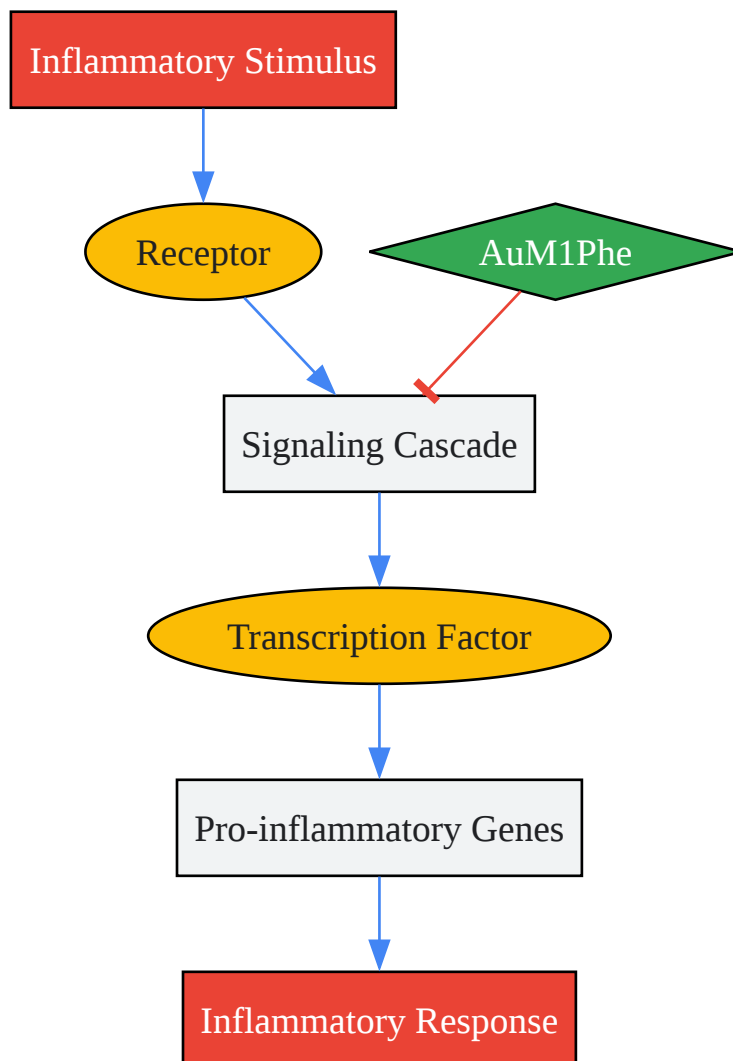 Inflammatory Stimulus
Receptor
AuM1Phe
Signaling Cascade
Transcription Factor
Pro-inflammatory Genes
Inflammatory Response